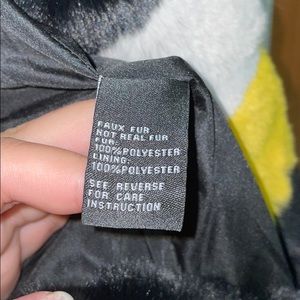 FAUX FUR
NOT REAL FUR
FUR:
100%POLYESTER
LINING:
100%POLYESTER
SEE REVERSE
FOR CARE
INSTRUCTION